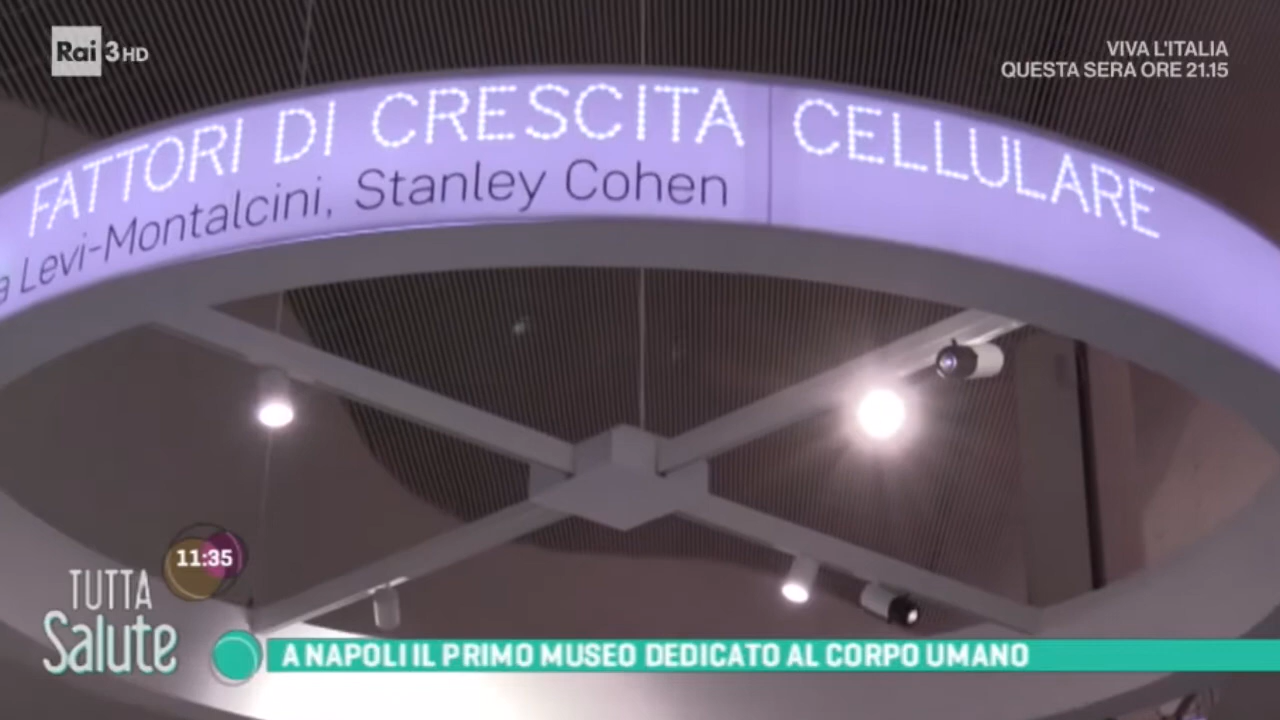 Rai 3 HD
VIVA L'ITALIA
QUESTA SERA ORE 21.15
FATTORI DI CRESCITA CELLULARE
a Levi-Montalcini, Stanley Cohen
11:35
TUTTA
Salute
A NAPOLI IL PRIMO MUSEO DEDICATO AL CORPO UMANO